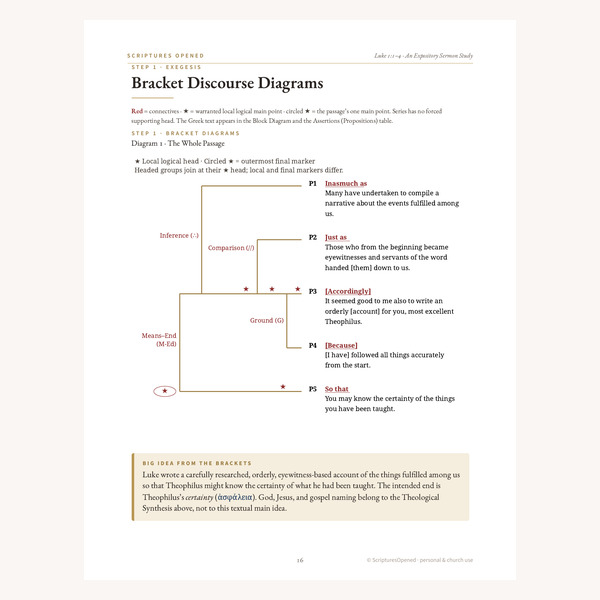 SCRIPTURES OPENED
Luke 1:1–4 · An Expository Sermon Study
STEP 1 · EXEGESIS
Bracket Discourse Diagrams
Red = connectives · ★ = warranted local logical main point · circled ★ = the passage's one main point. Series has no forced
supporting head. The Greek text appears in the Block Diagram and the Assertions (Propositions) table.
STEP 1 · BRACKET DIAGRAMS
Diagram 1 · The Whole Passage
★ Local logical head · Circled ★ = outermost final marker
Headed groups join at their ★ head; local and final markers differ.
P1 Inasmuch as
Many have undertaken to compile a
narrative about the events fulfilled among
us.
Inference (∴)
P2 Just as
Comparison (//)
Those who from the beginning became
eyewitnesses and servants of the word
handed [them] down to us.
★ ★ ★
P3 [Accordingly]
It seemed good to me also to write an
orderly [account] for you, most excellent
Theophilus.
Ground (G)
Means–End
(M-Ed)
P4 [Because]
[I have] followed all things accurately
from the start.
★ ★
P5 So that
You may know the certainty of the things
you have been taught.
BIG IDEA FROM THE BRACKETS
Luke wrote a carefully researched, orderly, eyewitness-based account of the things fulfilled among us
so that Theophilus might know the certainty of what he had been taught. The intended end is
Theophilus's certainty (ἀσφάλεια). God, Jesus, and gospel naming belong to the Theological
Synthesis above, not to this textual main idea.
16
© ScripturesOpened · personal & church use